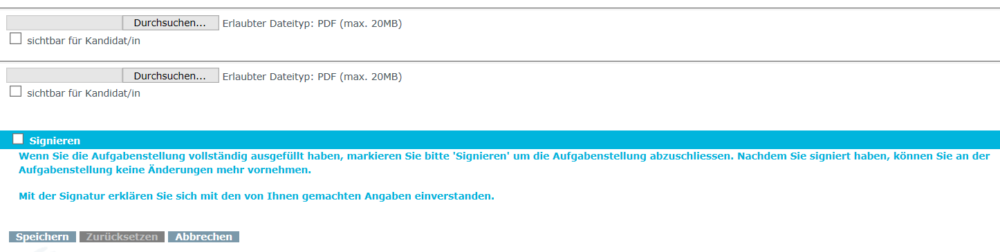 Durchsuchen... Erlaubter Dateityp: PDF (max. 20MB)
sichtbar für Kandidat/in
Durchsuchen... Erlaubter Dateityp: PDF (max. 20MB)
sichtbar für Kandidat/in
Signieren
Wenn Sie die Aufgabenstellung vollständig ausgefüllt haben, markieren Sie bitte 'Signieren' um die Aufgabenstellung abzuschliessen. Nachdem Sie signiert haben, können Sie an der
Aufgabenstellung keine Änderungen mehr vornehmen.
Mit der Signatur erklären Sie sich mit den von Ihnen gemachten Angaben einverstanden.
Speichern Zurücksetzen Abbrechen